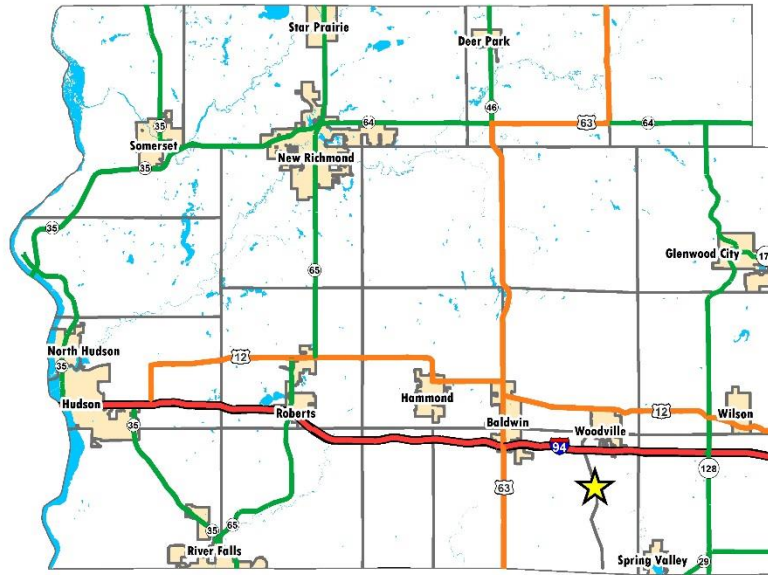 Star Prairie
Deer Park
46
35
64
63
64
Somerset
New Richmond
35
35
65
Glenwood City
17
North Hudson
12
35
Hudson
Hammond
Roberts
Baldwin
12
Wilson
Woodville
35
94
128
63
35
65
River Falls
Spring Valley
29